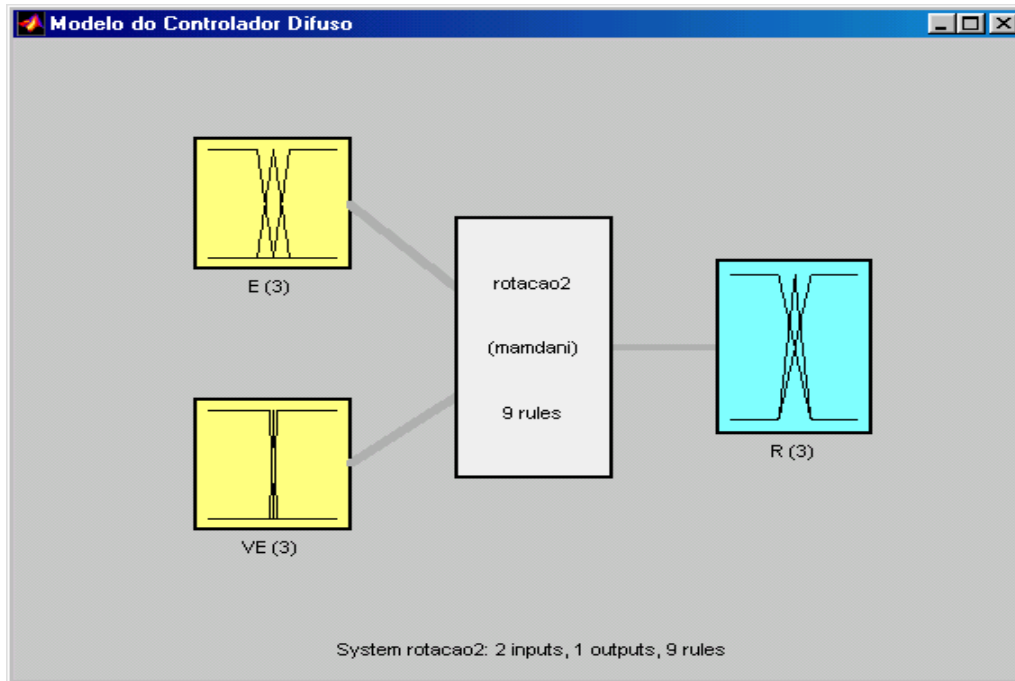 Modelo do Controlador Difuso
E (3)
VE (3)
rotacao2
(mamdani)
9 rules
R (3)
System rotacao2: 2 inputs, 1 outputs, 9 rules